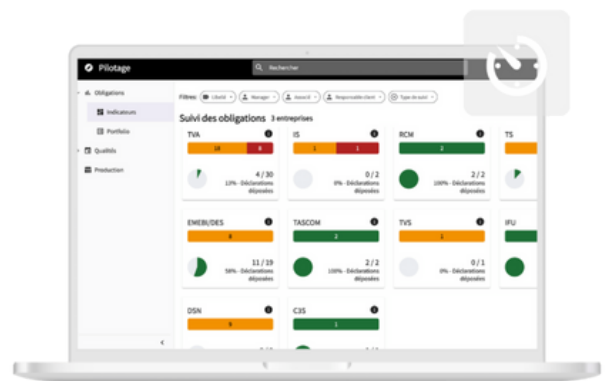 Pilotage
Rechercher
Obligations
Indicateurs
Portfolio
Qualités
Production
Filtres:
Libellé
Manager
Associé
Responsable client
Type de suivi
Suivi des obligations 3 entreprises
TVA
IS
RCM
TS
18
8
1
1
2
4 / 30
13% - Déclarations
déposées
0 / 2
0% - Déclarations
déposées
2 / 2
100% - Déclarations
déposées
EMEBI/DES
TASCOM
TVS
IFU
8
2
1
11 / 19
58% - Déclarations
déposées
2 / 2
100% - Déclarations
déposées
0 / 1
0% - Déclarations
déposées
DSN
C3S
9
1